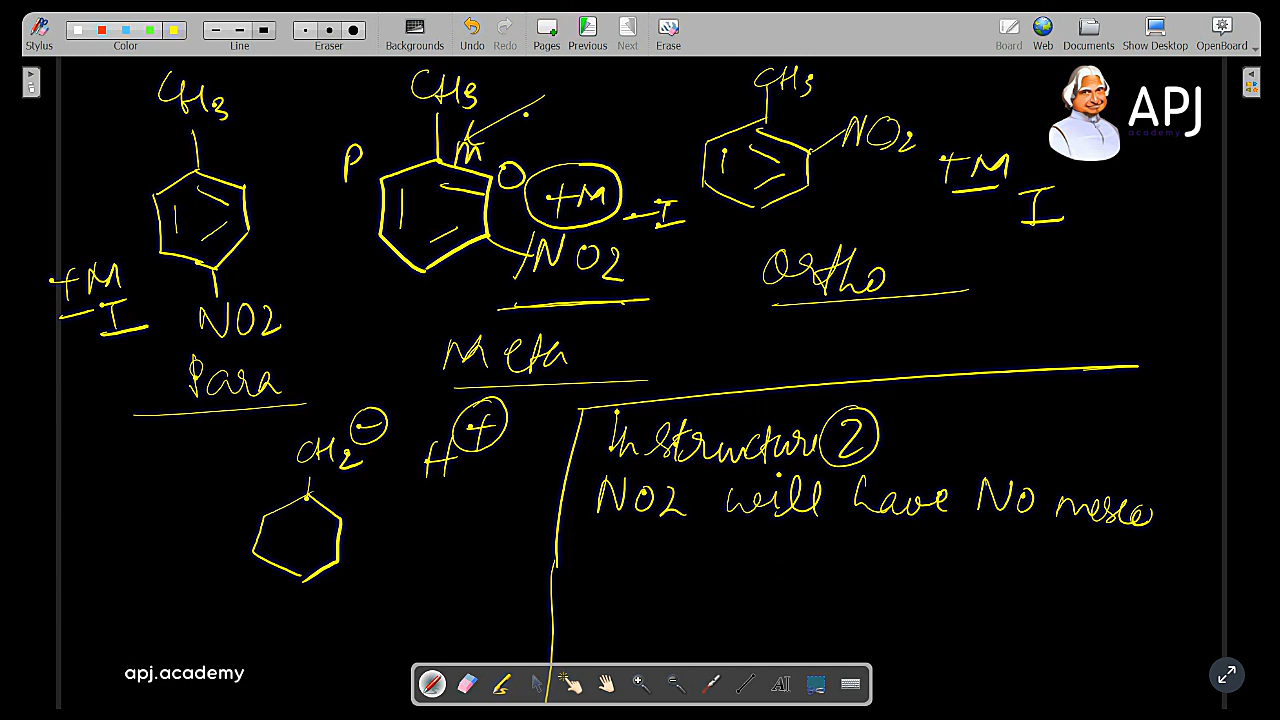 Stylus
Color
Line
Eraser
Backgrounds
Undo
Redo
Pages
Previous
Next
Erase
Board
Web
Documents
Show Desktop
OpenBoard
APJ
academy
CH3
CH3
CH3
P
m
O
+M
-I
NO2
NO2
+M
I
+M
I
NO2
Para
Meta
Ortho
CH2 -
H +
In structure 2
NO2 will have NO meso
apj.academy
AI